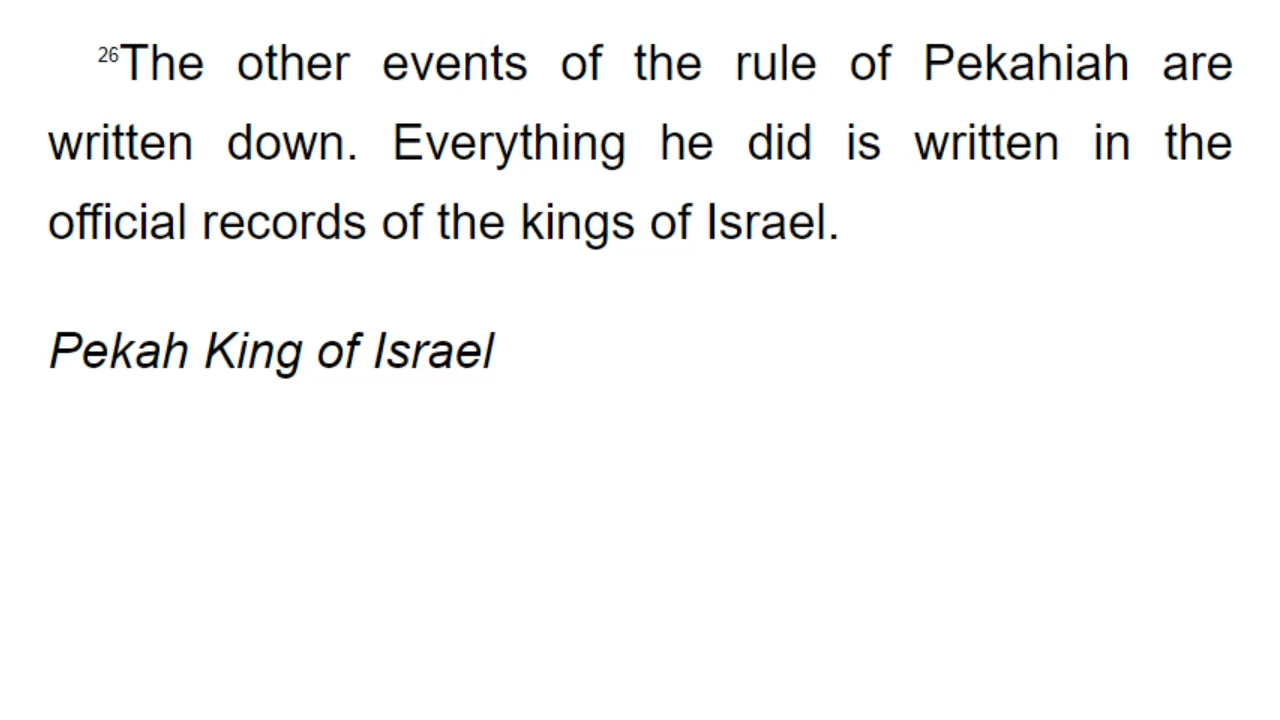 26The other events of the rule of Pekahiah are
written down. Everything he did is written in the
official records of the kings of Israel.
Pekah King of Israel